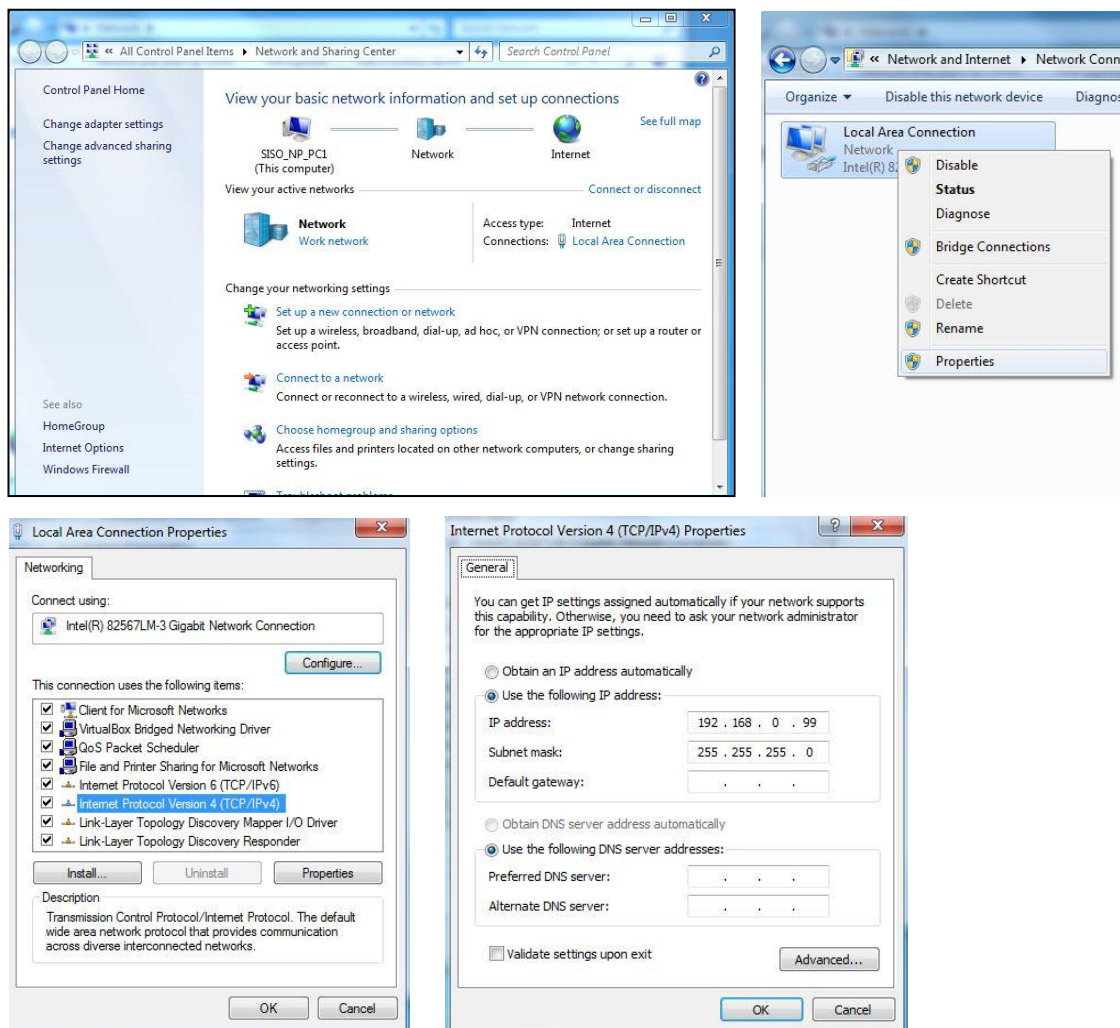 « All Control Panel Items ▸ Network and Sharing Center
Search Control Panel
Control Panel Home
Change adapter settings
Change advanced sharing
settings
See also
HomeGroup
Internet Options
Windows Firewall
View your basic network information and set up connections
See full map
SISO_NP_PC1
(This computer)
Network
Internet
View your active networks
Connect or disconnect
Network
Work network
Access type: Internet
Connections: Local Area Connection
Change your networking settings
Set up a new connection or network
Set up a wireless, broadband, dial-up, ad hoc, or VPN connection; or set up a router or
access point.
Connect to a network
Connect or reconnect to a wireless, wired, dial-up, or VPN network connection.
Choose homegroup and sharing options
Access files and printers located on other network computers, or change sharing
settings.
« Network and Internet ▸ Network Conn
Organize ▾ Disable this network device Diagnos
Local Area Connection
Network
Intel(R) 8
Disable
Status
Diagnose
Bridge Connections
Create Shortcut
Delete
Rename
Properties
Local Area Connection Properties
Networking
Connect using:
Intel(R) 82567LM-3 Gigabit Network Connection
Configure...
This connection uses the following items:
Client for Microsoft Networks
VirtualBox Bridged Networking Driver
QoS Packet Scheduler
File and Printer Sharing for Microsoft Networks
Internet Protocol Version 6 (TCP/IPv6)
Internet Protocol Version 4 (TCP/IPv4)
Link-Layer Topology Discovery Mapper I/O Driver
Link-Layer Topology Discovery Responder
Install... Uninstall Properties
Description
Transmission Control Protocol/Internet Protocol. The default
wide area network protocol that provides communication
across diverse interconnected networks.
OK Cancel
Internet Protocol Version 4 (TCP/IPv4) Properties
General
You can get IP settings assigned automatically if your network supports
this capability. Otherwise, you need to ask your network administrator
for the appropriate IP settings.
Obtain an IP address automatically
Use the following IP address:
IP address: 192 . 168 . 0 . 99
Subnet mask: 255 . 255 . 255 . 0
Default gateway: . . .
Obtain DNS server address automatically
Use the following DNS server addresses:
Preferred DNS server: . . .
Alternate DNS server: . . .
Validate settings upon exit
Advanced...
OK Cancel